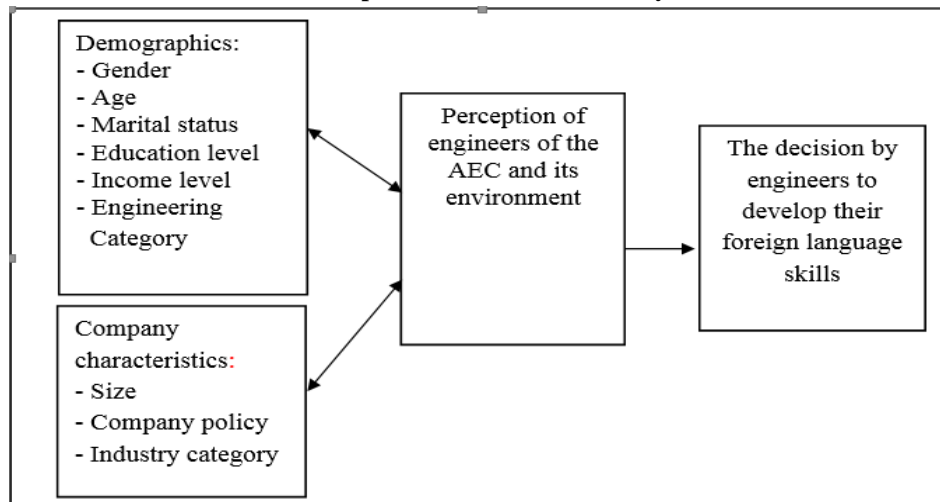 Demographics:
- Gender
- Age
- Marital status
- Education level
- Income level
- Engineering
Category
Company
characteristics:
- Size
- Company policy
- Industry category
Perception of
engineers of the
AEC and its
environment
The decision by
engineers to
develop their
foreign language
skills